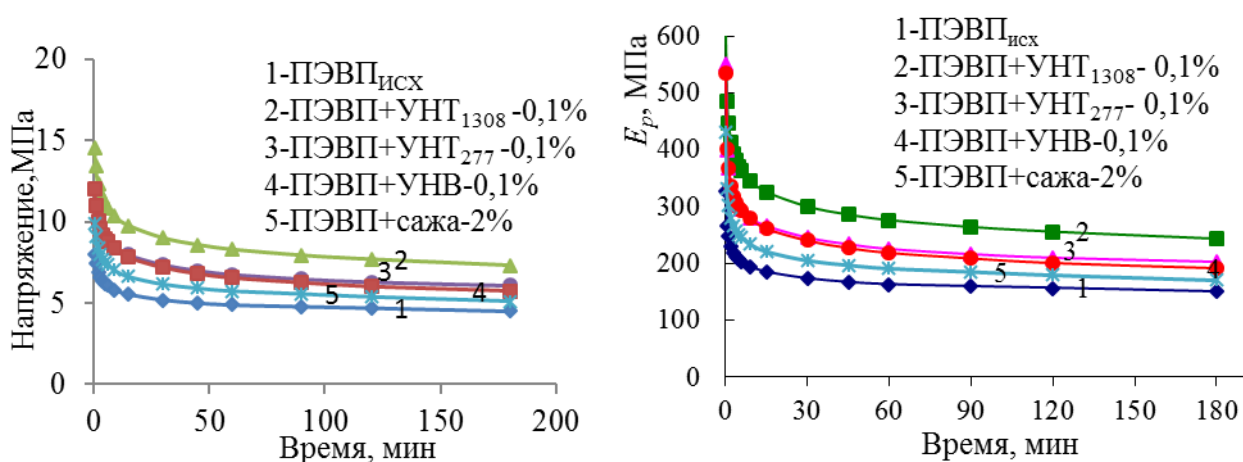 Напряжение,МПа
20
15
10
5
0
1-ПЭВПИСХ
2-ПЭВП+УНТ1308 -0,1%
3-ПЭВП+УНТ277 -0,1%
4-ПЭВП+УНВ-0,1%
5-ПЭВП+сажа-2%
2
3
4
5
1
0 50 100 150 200
Время, мин
Ep, МПа
600
500
400
300
200
100
0
1-ПЭВПисх
2-ПЭВП+УНТ1308- 0,1%
3-ПЭВП+УНТ277- 0,1%
4-ПЭВП+УНВ-0,1%
5-ПЭВП+сажа-2%
2
3
4
5
1
0 30 60 90 120 150 180
Время, мин